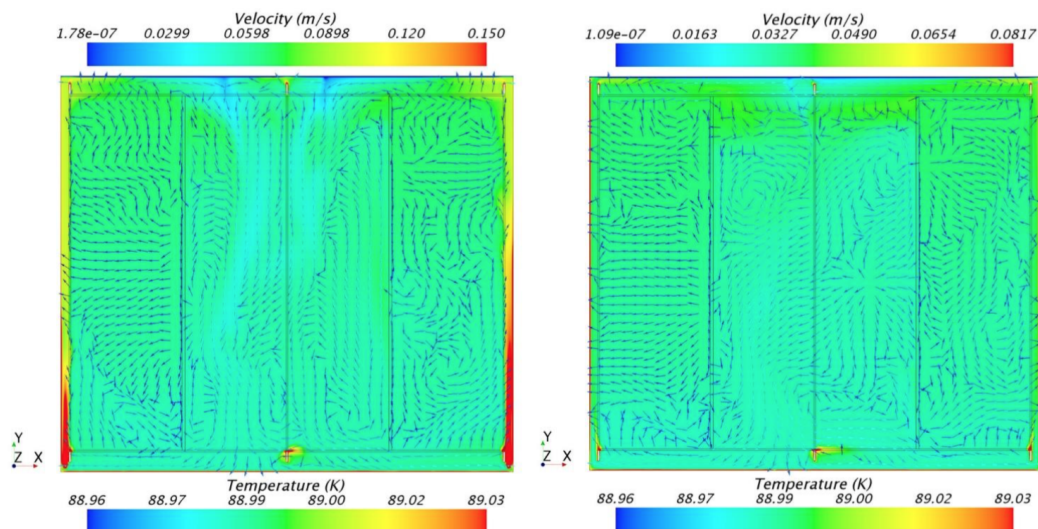 Velocity (m/s)
1.78e-07 0.0299 0.0598 0.0898 0.120 0.150
Y
Z X
Temperature (K)
88.96 88.97 88.99 89.00 89.02 89.03
Velocity (m/s)
1.09e-07 0.0163 0.0327 0.0490 0.0654 0.0817
Y
Z X
Temperature (K)
88.96 88.97 88.99 89.00 89.02 89.03